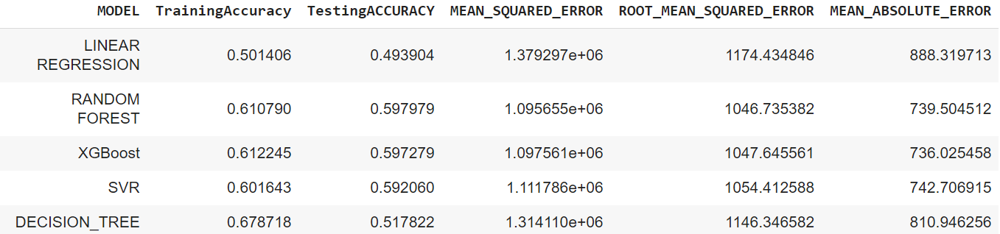 MODEL TrainingAccuracy TestingACCURACY MEAN_SQUARED_ERROR ROOT_MEAN_SQUARED_ERROR MEAN_ABSOLUTE_ERROR
LINEAR
REGRESSION 0.501406 0.493904 1.379297e+06 1174.434846 888.319713
RANDOM
FOREST 0.610790 0.597979 1.095655e+06 1046.735382 739.504512
XGBoost 0.612245 0.597279 1.097561e+06 1047.645561 736.025458
SVR 0.601643 0.592060 1.111786e+06 1054.412588 742.706915
DECISION_TREE 0.678718 0.517822 1.314110e+06 1146.346582 810.946256